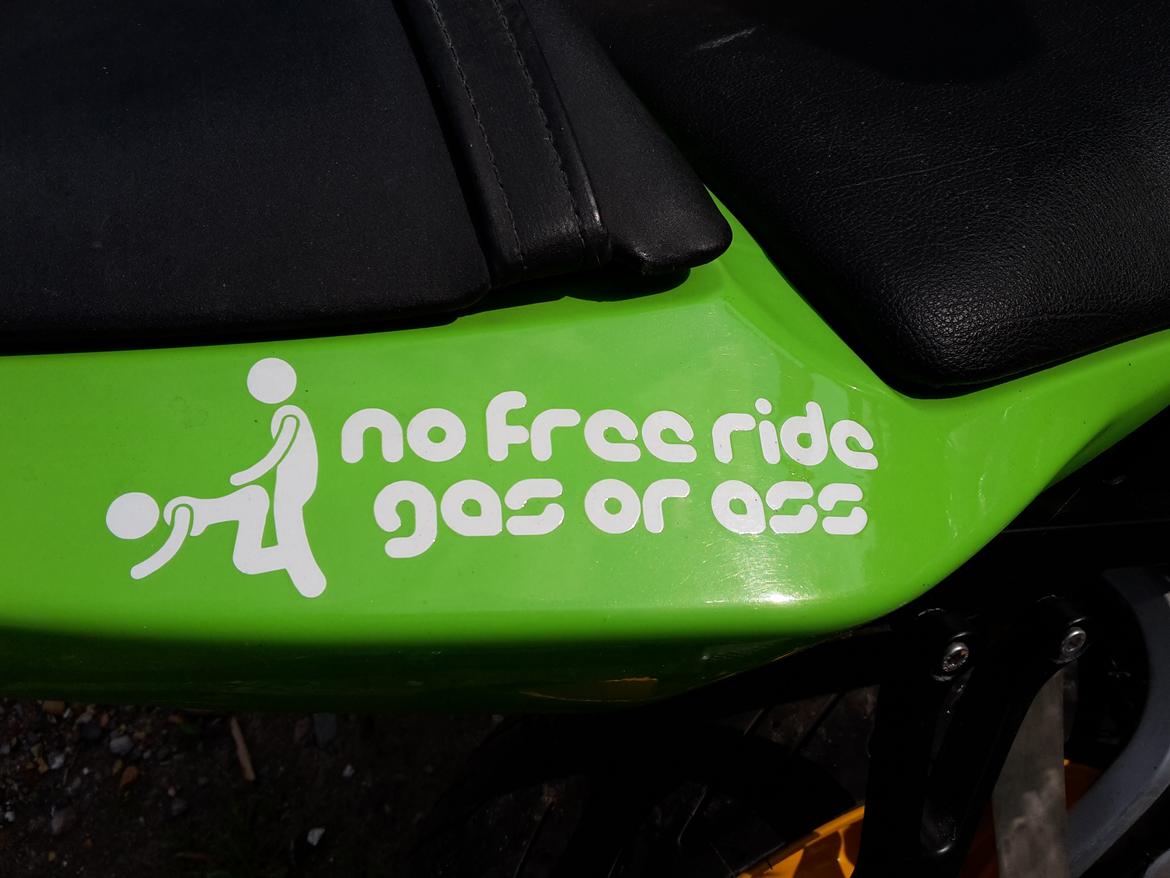 no free ride
gas or ass